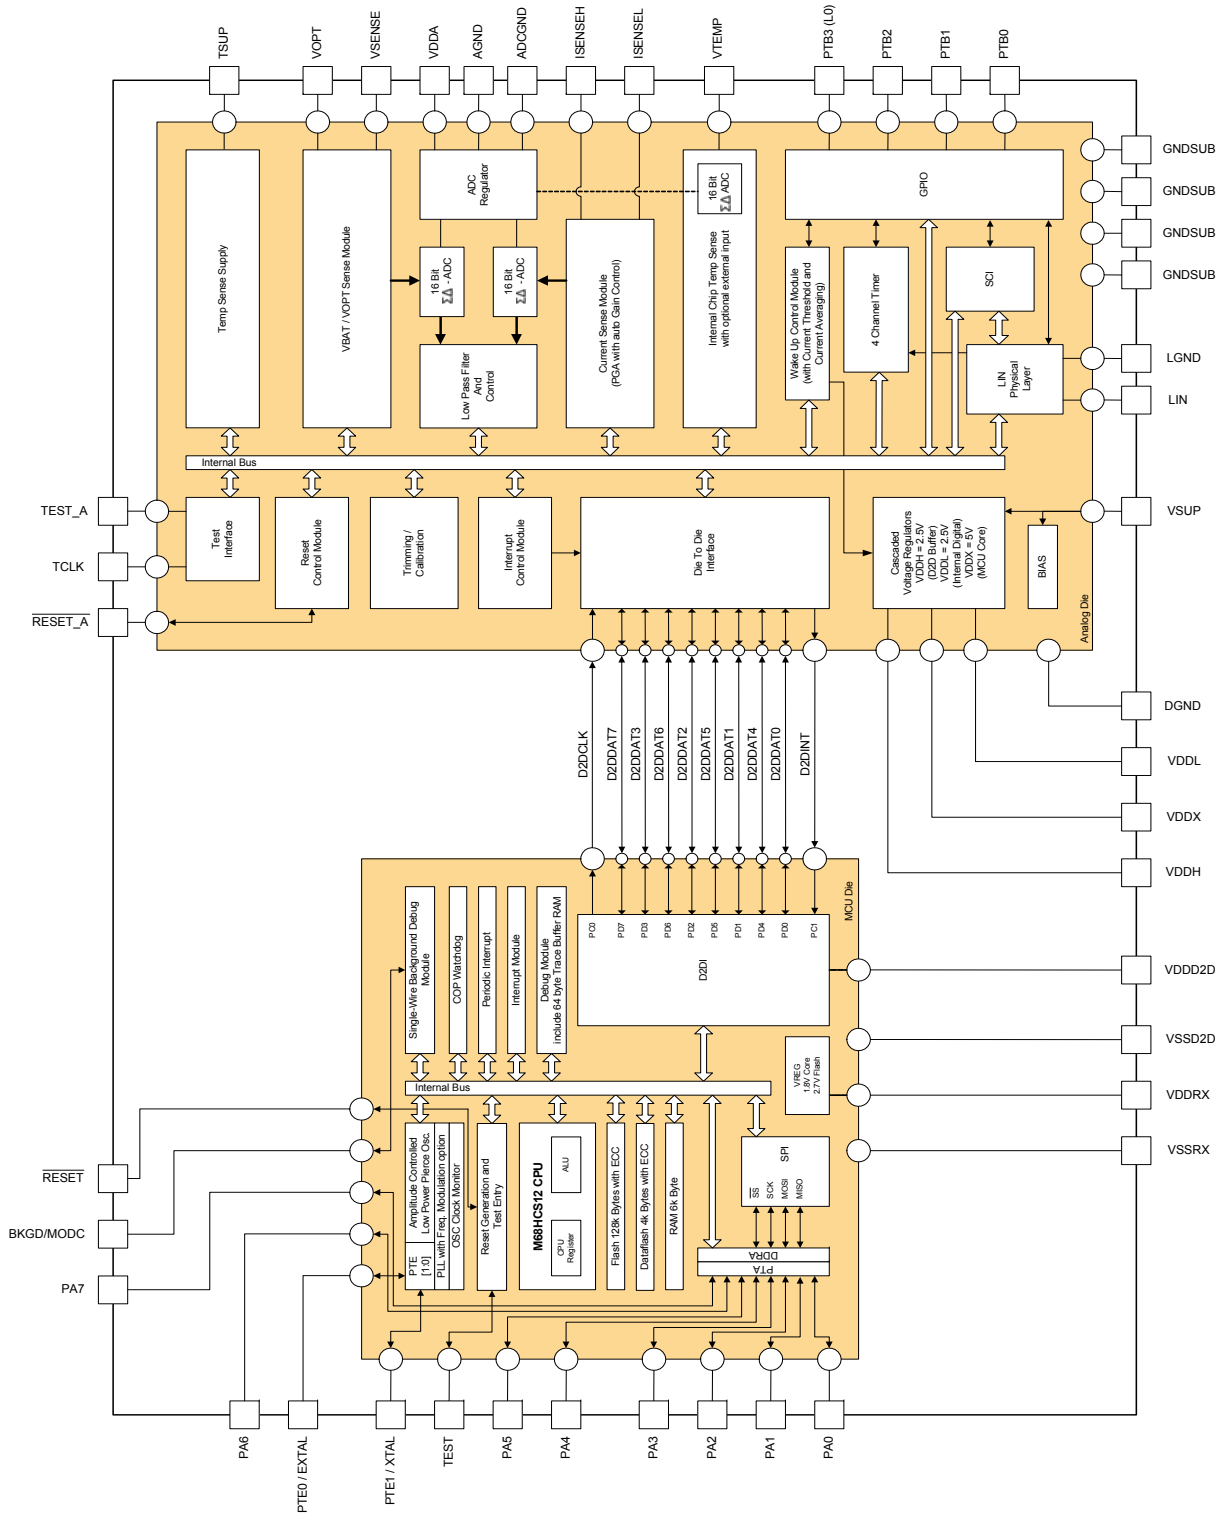 TSUP
VOPT
VSENSE
VDDA
AGND
ADCGND
ISENSEH
ISENSEL
VTEMP
PTB3 (L0)
PTB2
PTB1
PTB0
GNDSUB
GNDSUB
GNDSUB
GNDSUB
LGND
LIN
VSUP
Temp Sense Supply
VBAT / VOPT Sense Module
ADC
Regulator
16 Bit
ΣΔ - ADC
16 Bit
ΣΔ - ADC
Low Pass Filter
And
Control
Current Sense Module
(PGA with auto Gain Control)
16 Bit
ΣΔ ADC
Internal Chip Temp Sense
with optional external input
GPIO
Wake Up Control Module
(with Current Threshold and
Current Averaging)
4 Channel Timer
SCI
LIN
Physical
Layer
Internal Bus
TEST_A
TCLK
RESET_A
Test
Interface
Reset
Control Module
Trimming /
Calibration
Interrupt
Control Module
Die To Die
Interface
Cascaded
Voltage Regulators
VDDH = 2.5V
(D2D Buffer)
VDDL = 2.5V
(Internal Digital)
VDDX = 5V
(MCU Core)
BIAS
Analog Die
DGND
VDDL
VDDX
VDDH
D2DCLK
D2DDAT7
D2DDAT3
D2DDAT6
D2DDAT2
D2DDAT5
D2DDAT1
D2DDAT4
D2DDAT0
D2DINT
MCU Die
Single-Wire Background Debug
Module
COP Watchdog
Periodic Interrupt
Interrupt Module
Debug Module
include 64 byte Trace Buffer RAM
PC0
PD7
PD3
PD6
PD2
PD5
PD1
PD4
PD0
PC1
D2DI
VREG
1.8V Core
2.7V Flash
VDDD2D
VSSD2D
VDDRX
VSSRX
Internal Bus
RESET
BKGD/MODC
PA7
Amplitude Controlled
Low Power Pierce Osc.
PTE
[1:0]
PLL with Freq. Modulation option
OSC Clock Monitor
Reset Generation and
Test Entry
M68HCS12 CPU
ALU
CPU
Register
Flash 128k Bytes with ECC
Dataflash 4k Bytes with ECC
RAM 6k Byte
SPI
SS
SCK
MOSI
MISO
DDRA
PTA
PA6
PTE0 / EXTAL
PTE1 / XTAL
TEST
PA5
PA4
PA3
PA2
PA1
PA0